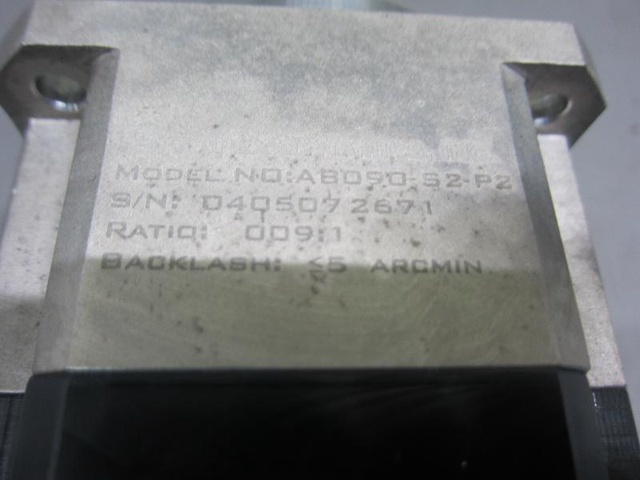 MODEL NO:AB090-S2-P2
S/N: 0405072671
RATIO: 009:1
BACKLASH: <5 ARCMIN